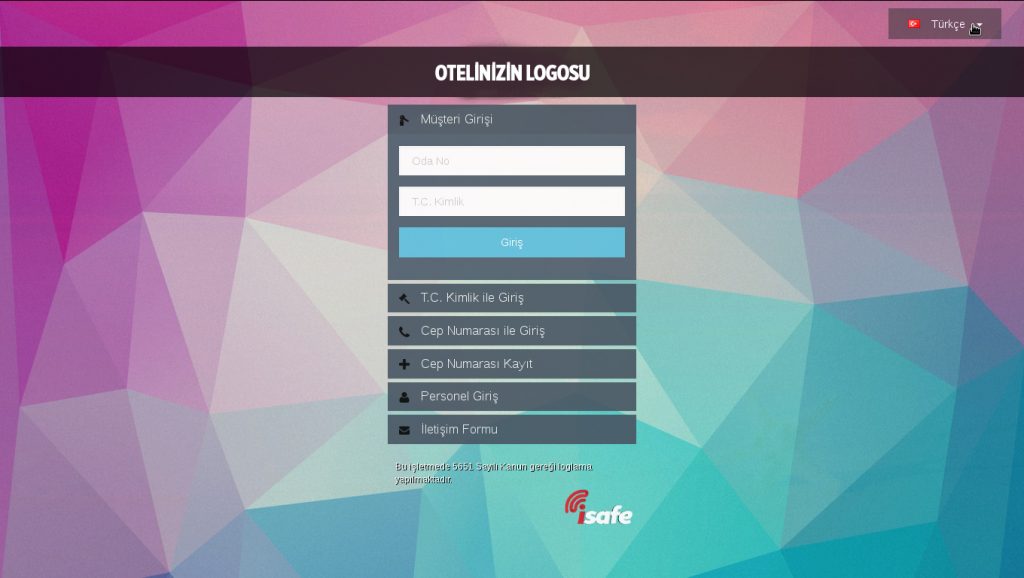 Türkçe
OTELİNİZİN LOGOSU
Müşteri Girişi
Oda No
T.C. Kimlik
Giriş
T.C. Kimlik ile Giriş
Cep Numarası ile Giriş
Cep Numarası Kayıt
Personel Giriş
İletişim Formu
Bu işletmede 5651 Sayılı Kanun gereği loglama
yapılmaktadır.
isafe